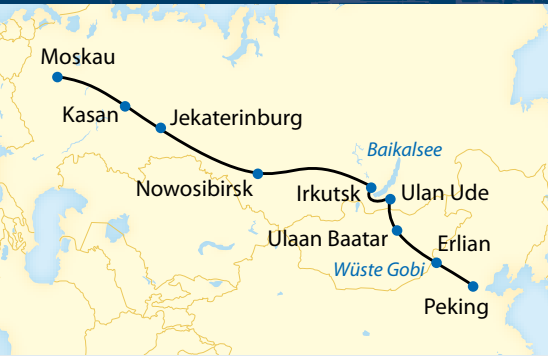 Moskau
Kasan
Jekaterinburg
Baikalsee
Nowosibirsk
Irkutsk
Ulan Ude
Ulaan Baatar
Erlian
Wüste Gobi
Peking